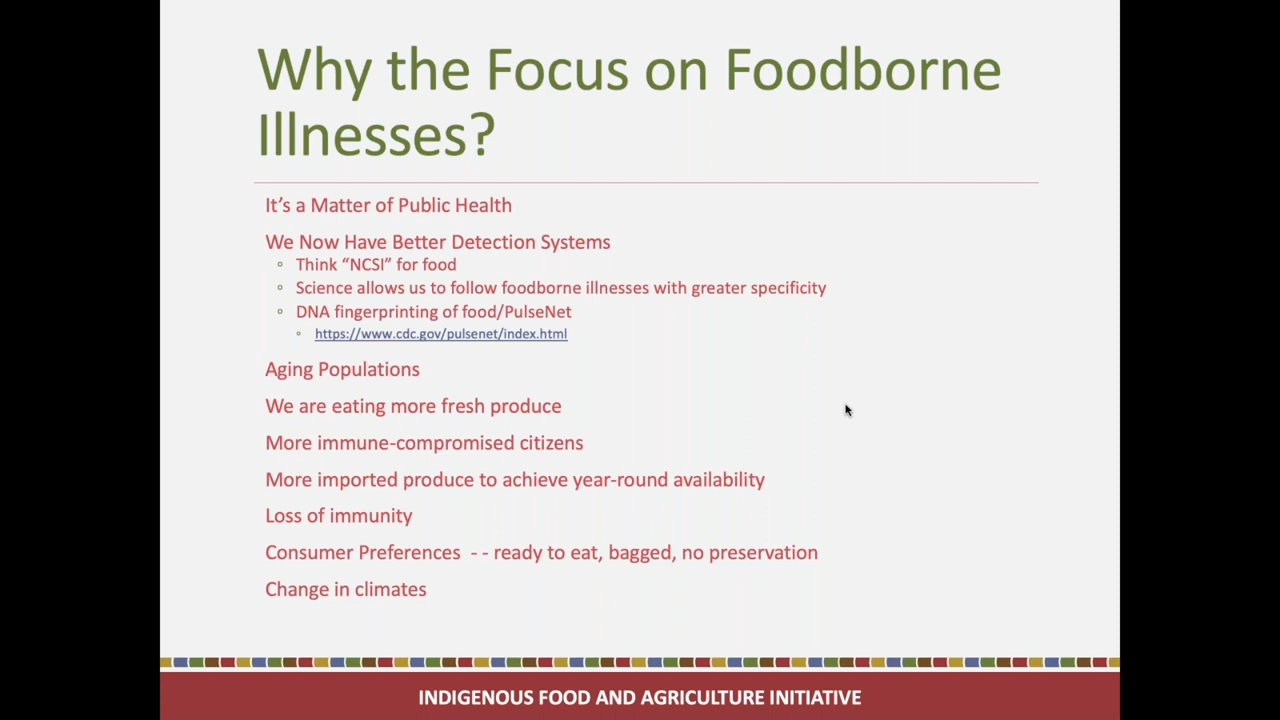 Why the Focus on Foodborne
Illnesses?
It’s a Matter of Public Health
We Now Have Better Detection Systems
Think “NCSI” for food
Science allows us to follow foodborne illnesses with greater specificity
DNA fingerprinting of food/PulseNet
https://www.cdc.gov/pulsenet/index.html
Aging Populations
We are eating more fresh produce
More immune-compromised citizens
More imported produce to achieve year-round availability
Loss of immunity
Consumer Preferences - - ready to eat, bagged, no preservation
Change in climates
INDIGENOUS FOOD AND AGRICULTURE INITIATIVE